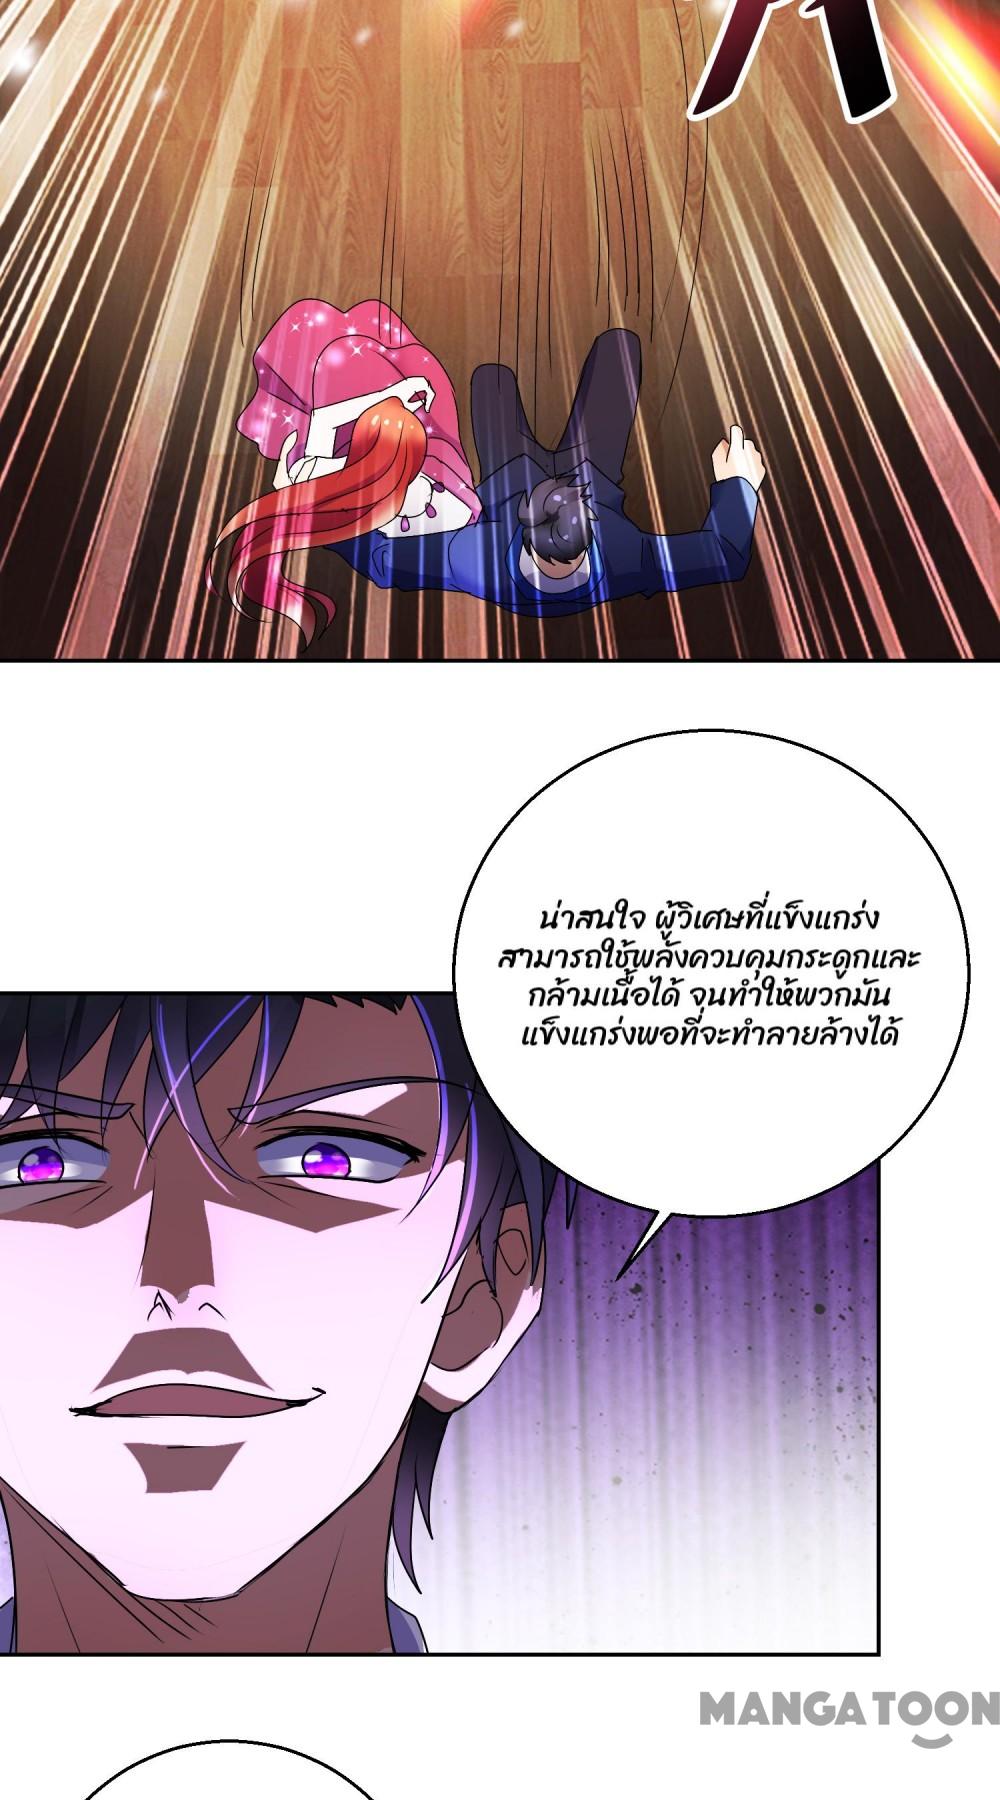 น่าสนใจ ผู้วิเศษที่แข็งแกร่ง
สามารถใช้พลังควบคุมกระดูกและ
กล้ามเนื้อได้ จนทำให้พวกมัน
แข็งแกร่งพอที่จะทำลายล้างได้
MANGATOON